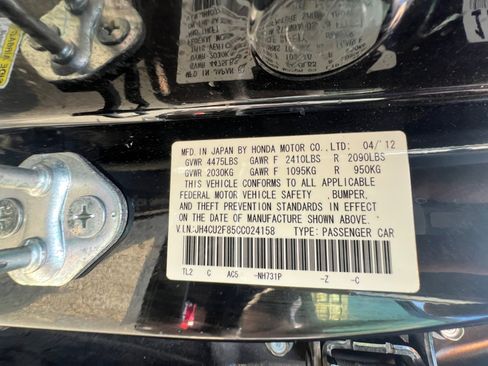 MFD. IN JAPAN BY HONDA MOTOR CO., LTD. 04/12
GVWR 4475LBS GAWR F 2410LBS R 2090LBS
GVWR 2030KG GAWR F 1095KG R 950KG
THIS VEHICLE CONFORMS TO ALL APPLICABLE
FEDERAL MOTOR VEHICLE SAFETY , BUMPER,
AND THEFT PREVENTION STANDARDS IN EFFECT
ON THE DATE OF MANUFACTURE SHOWN ABOVE.
V.I.N:JH4CU2F85CC024158 TYPE: PASSENGER CAR
TL2 C AC5 -NH731P -Z -C